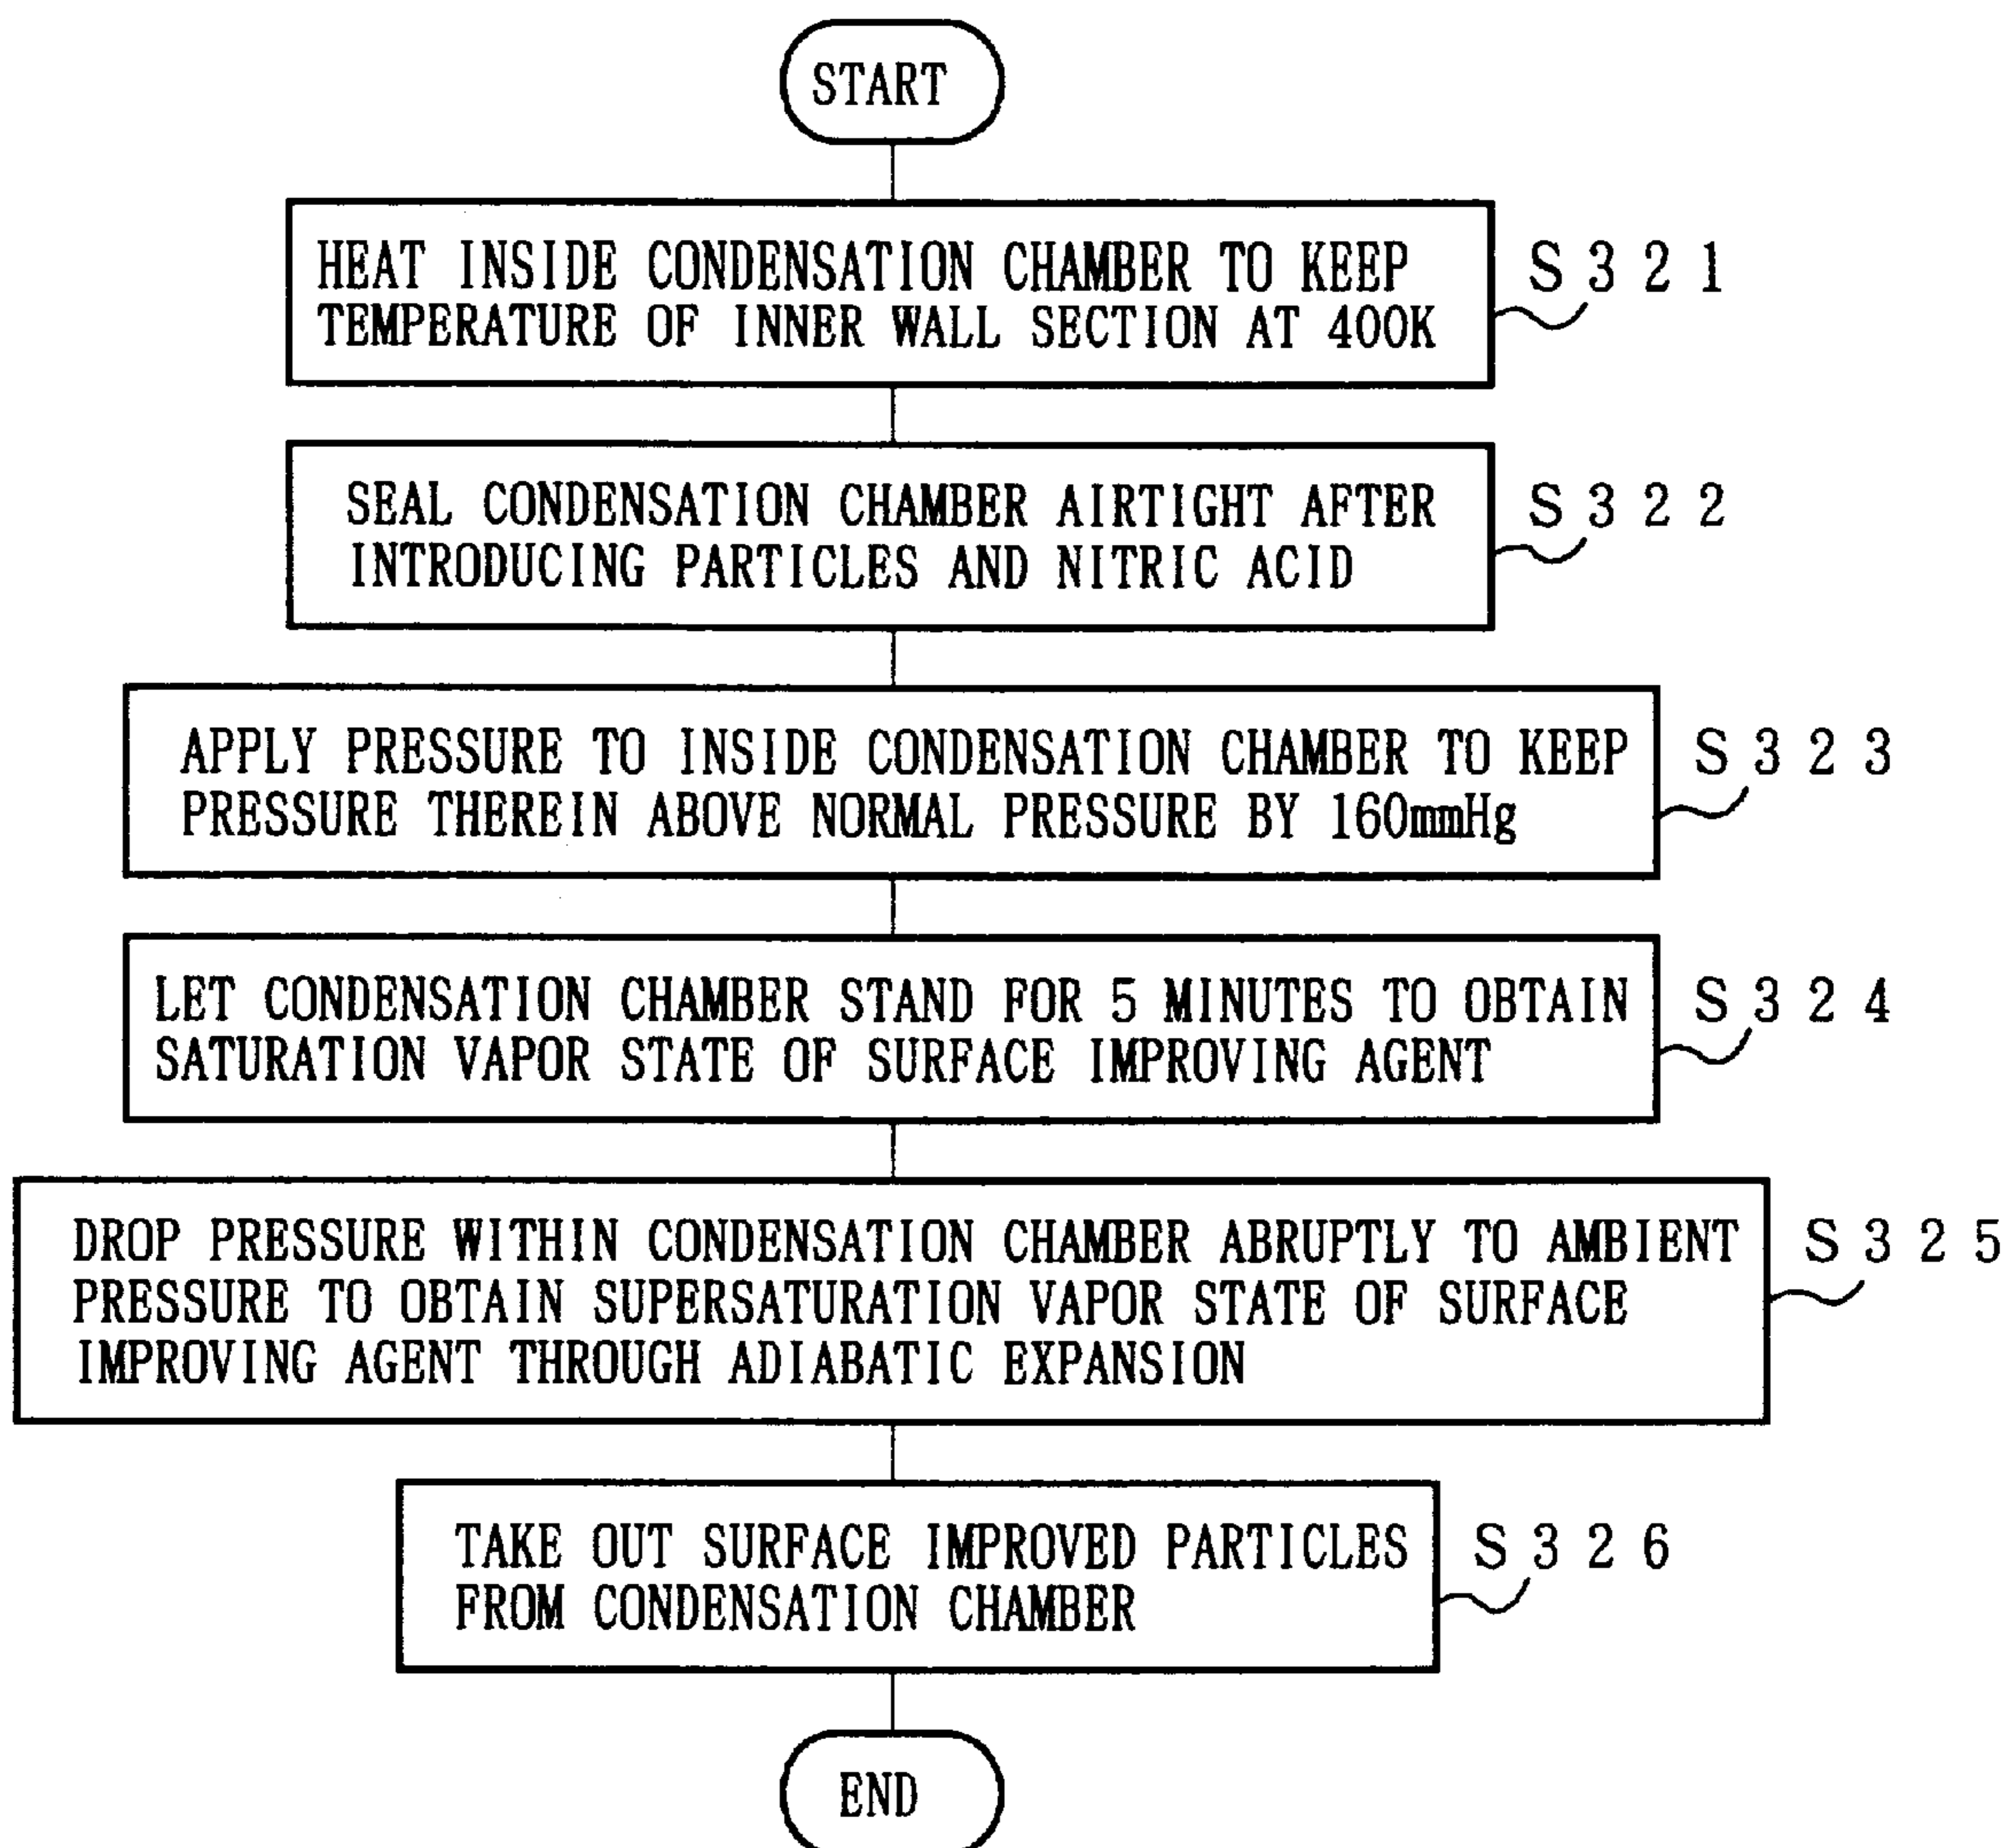 START
HEAT INSIDE CONDENSATION CHAMBER TO KEEP
TEMPERATURE OF INNER WALL SECTION AT 400K
S321
SEAL CONDENSATION CHAMBER AIRTIGHT AFTER
INTRODUCING PARTICLES AND NITRIC ACID
S322
APPLY PRESSURE TO INSIDE CONDENSATION CHAMBER TO KEEP
PRESSURE THEREIN ABOVE NORMAL PRESSURE BY 160mmHg
S323
LET CONDENSATION CHAMBER STAND FOR 5 MINUTES TO OBTAIN
SATURATION VAPOR STATE OF SURFACE IMPROVING AGENT
S324
DROP PRESSURE WITHIN CONDENSATION CHAMBER ABRUPTLY TO AMBIENT
PRESSURE TO OBTAIN SUPERSATURATION VAPOR STATE OF SURFACE
IMPROVING AGENT THROUGH ADIABATIC EXPANSION
S325
TAKE OUT SURFACE IMPROVED PARTICLES
FROM CONDENSATION CHAMBER
S326
END